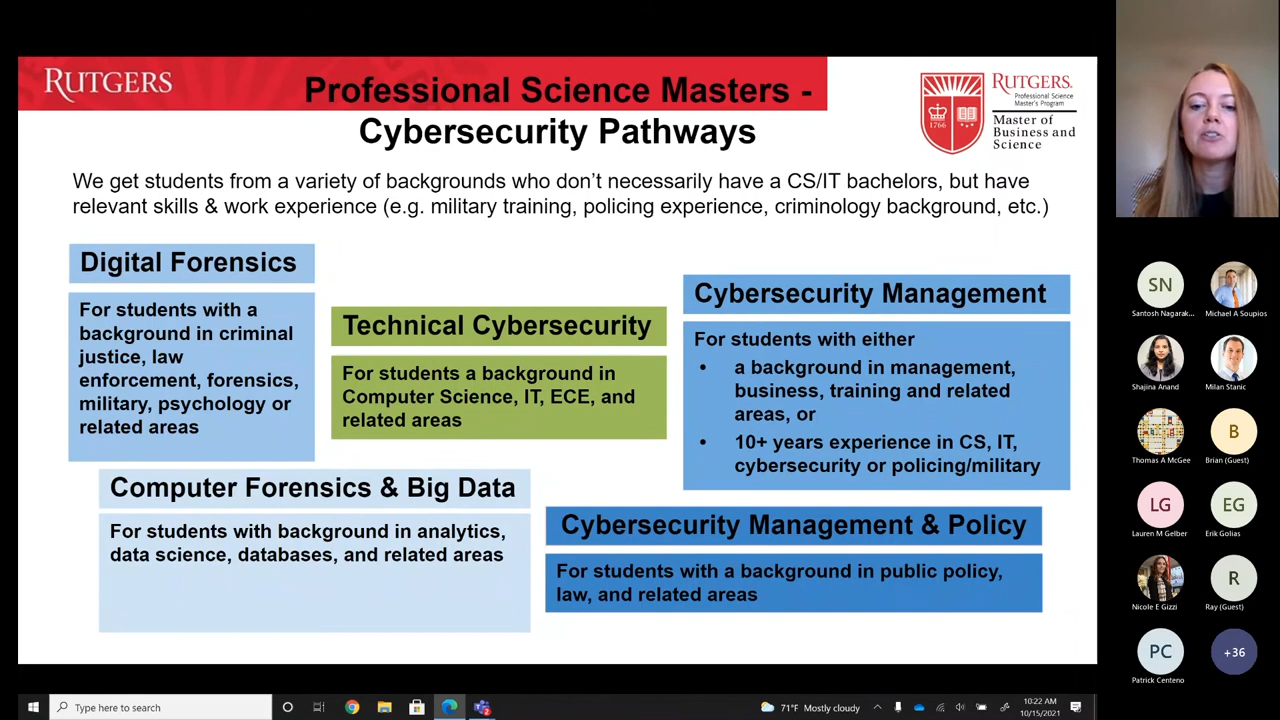 RUTGERS
Professional Science Masters -
Cybersecurity Pathways
RUTGERS
Professional Science
Master's Program
Master of
Business and
Science
1766
We get students from a variety of backgrounds who don't necessarily have a CS/IT bachelors, but have
relevant skills & work experience (e.g. military training, policing experience, criminology background, etc.)
Digital Forensics
For students with a
background in criminal
justice, law
enforcement, forensics,
military, psychology or
related areas
Technical Cybersecurity
For students a background in
Computer Science, IT, ECE, and
related areas
Cybersecurity Management
For students with either
• a background in management,
business, training and related
areas, or
• 10+ years experience in CS, IT,
cybersecurity or policing/military
Computer Forensics & Big Data
For students with background in analytics,
data science, databases, and related areas
Cybersecurity Management & Policy
For students with a background in public policy,
law, and related areas
SN
Santosh Nagarak...
Michael A Soupios
Shajina Anand
Milan Stanic
Thomas A McGee
B
Brian (Guest)
LG
Lauren M Gelber
EG
Erik Golias
Nicole E Gizzi
R
Ray (Guest)
PC
Patrick Centeno
+36
Type here to search
71°F Mostly cloudy
10:22 AM
10/15/2021